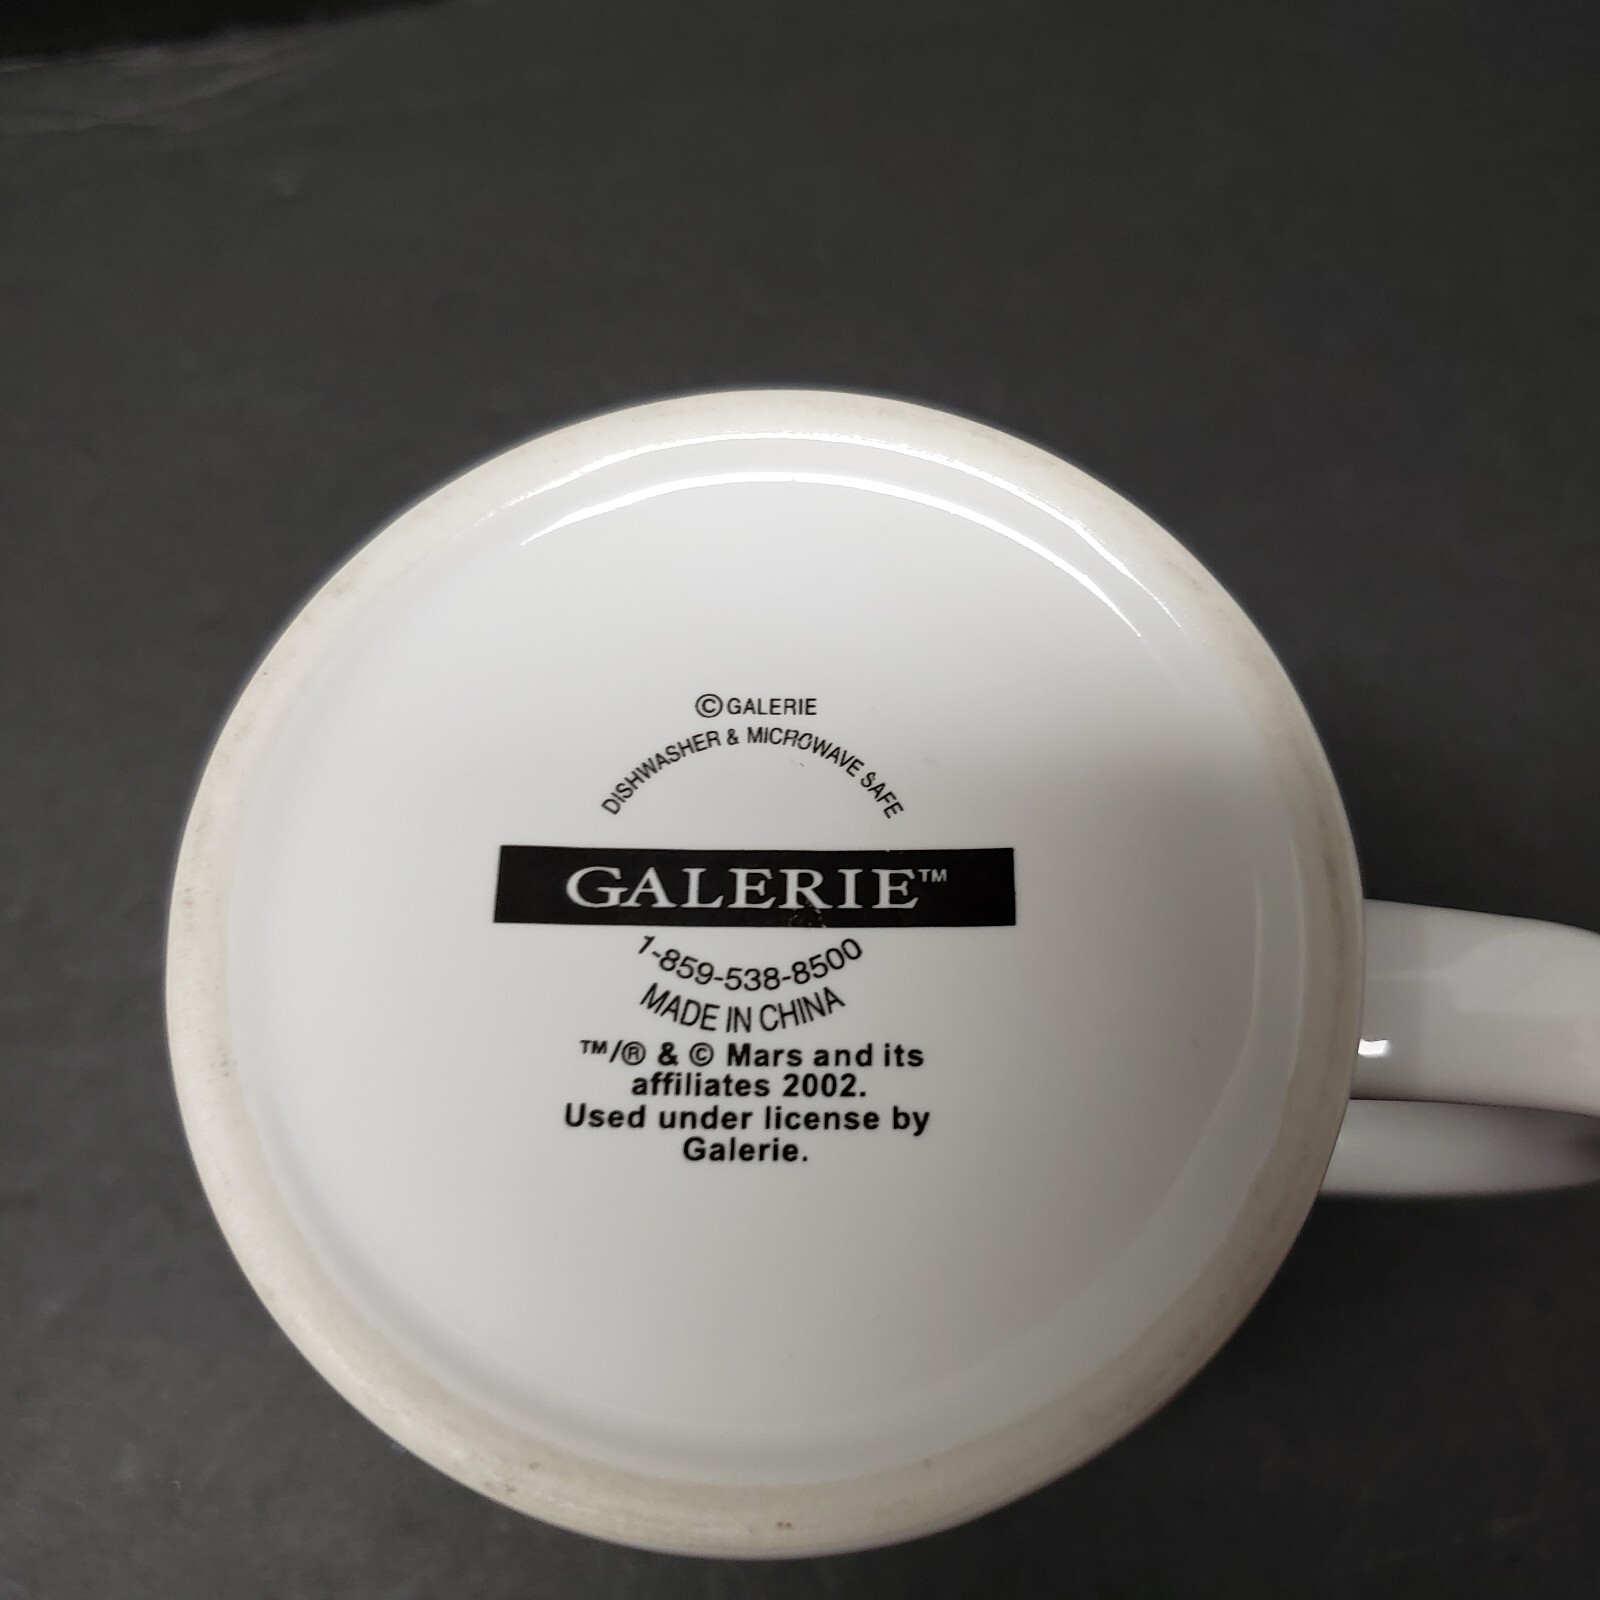 ©GALERIE
DISHWASHER & MICROWAVE SAFE
GALERIE™
1-859-538-8500
MADE IN CHINA
™/® & © Mars and its
affiliates 2002.
Used under license by
Galerie.